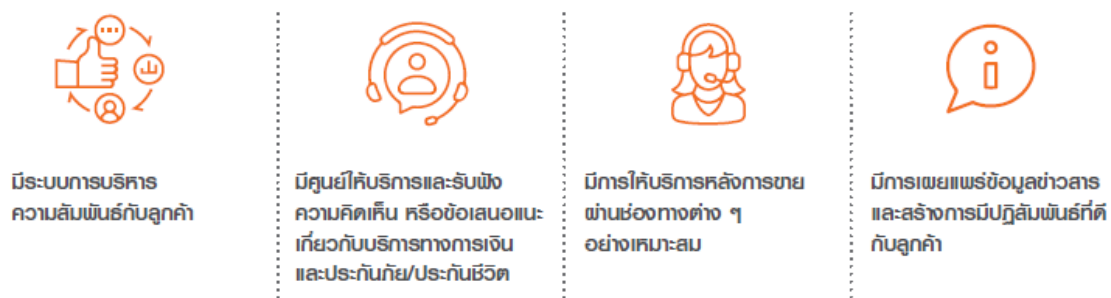 มีระบบการบริหาร
ความสัมพันธ์กับลูกค้า
มีศูนย์ให้บริการและรับฟัง
ความคิดเห็น หรือข้อเสนอแนะ
เกี่ยวกับบริการทางการเงิน
และประกันภัย/ประกันชีวิต
มีการให้บริการหลังการขาย
ผ่านช่องทางต่าง ๆ
อย่างเหมาะสม
มีการเผยแพร่ข้อมูลข่าวสาร
และสร้างการมีปฏิสัมพันธ์ที่ดี
กับลูกค้า